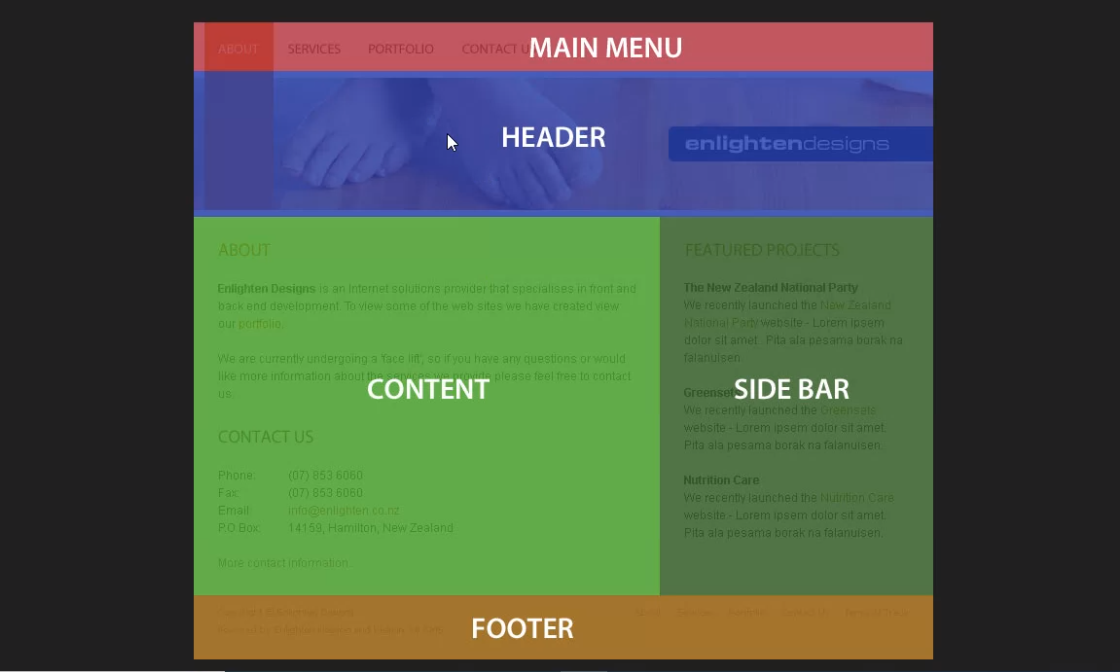 ABOUT SERVICES PORTFOLIO CONTACT U
MAIN MENU
HEADER
enlightendesigns
ABOUT
Enlighten Designs is an Internet solutions provider that specialises in front and
back end development. To view some of the web sites we have created view
our portfolio.
We are currently undergoing a 'face lift', so if you have any questions or would
like more information about the services we provide please feel free to contact
us.
CONTENT
CONTACT US
Phone: (07) 853 6060
Fax: (07) 853 6060
Email: info@enlighten.co.nz
P.O Box: 14159, Hamilton, New Zealand
More contact information
FEATURED PROJECTS
The New Zealand National Party
We recently launched the New Zealand
National Party website - Lorem ipsem
dolor sit amet . Pita ala pesama borak na
falanuisen.
SIDE BAR
We recently launched the Greensets
website - Lorem ipsem dolor sit amet.
Pita ala pesama borak na falanuisen.
Nutrition Care
We recently launched the Nutrition Care
website - Lorem ipsem dolor sit amet.
Pita ala pesama borak na falanuisen.
FOOTER